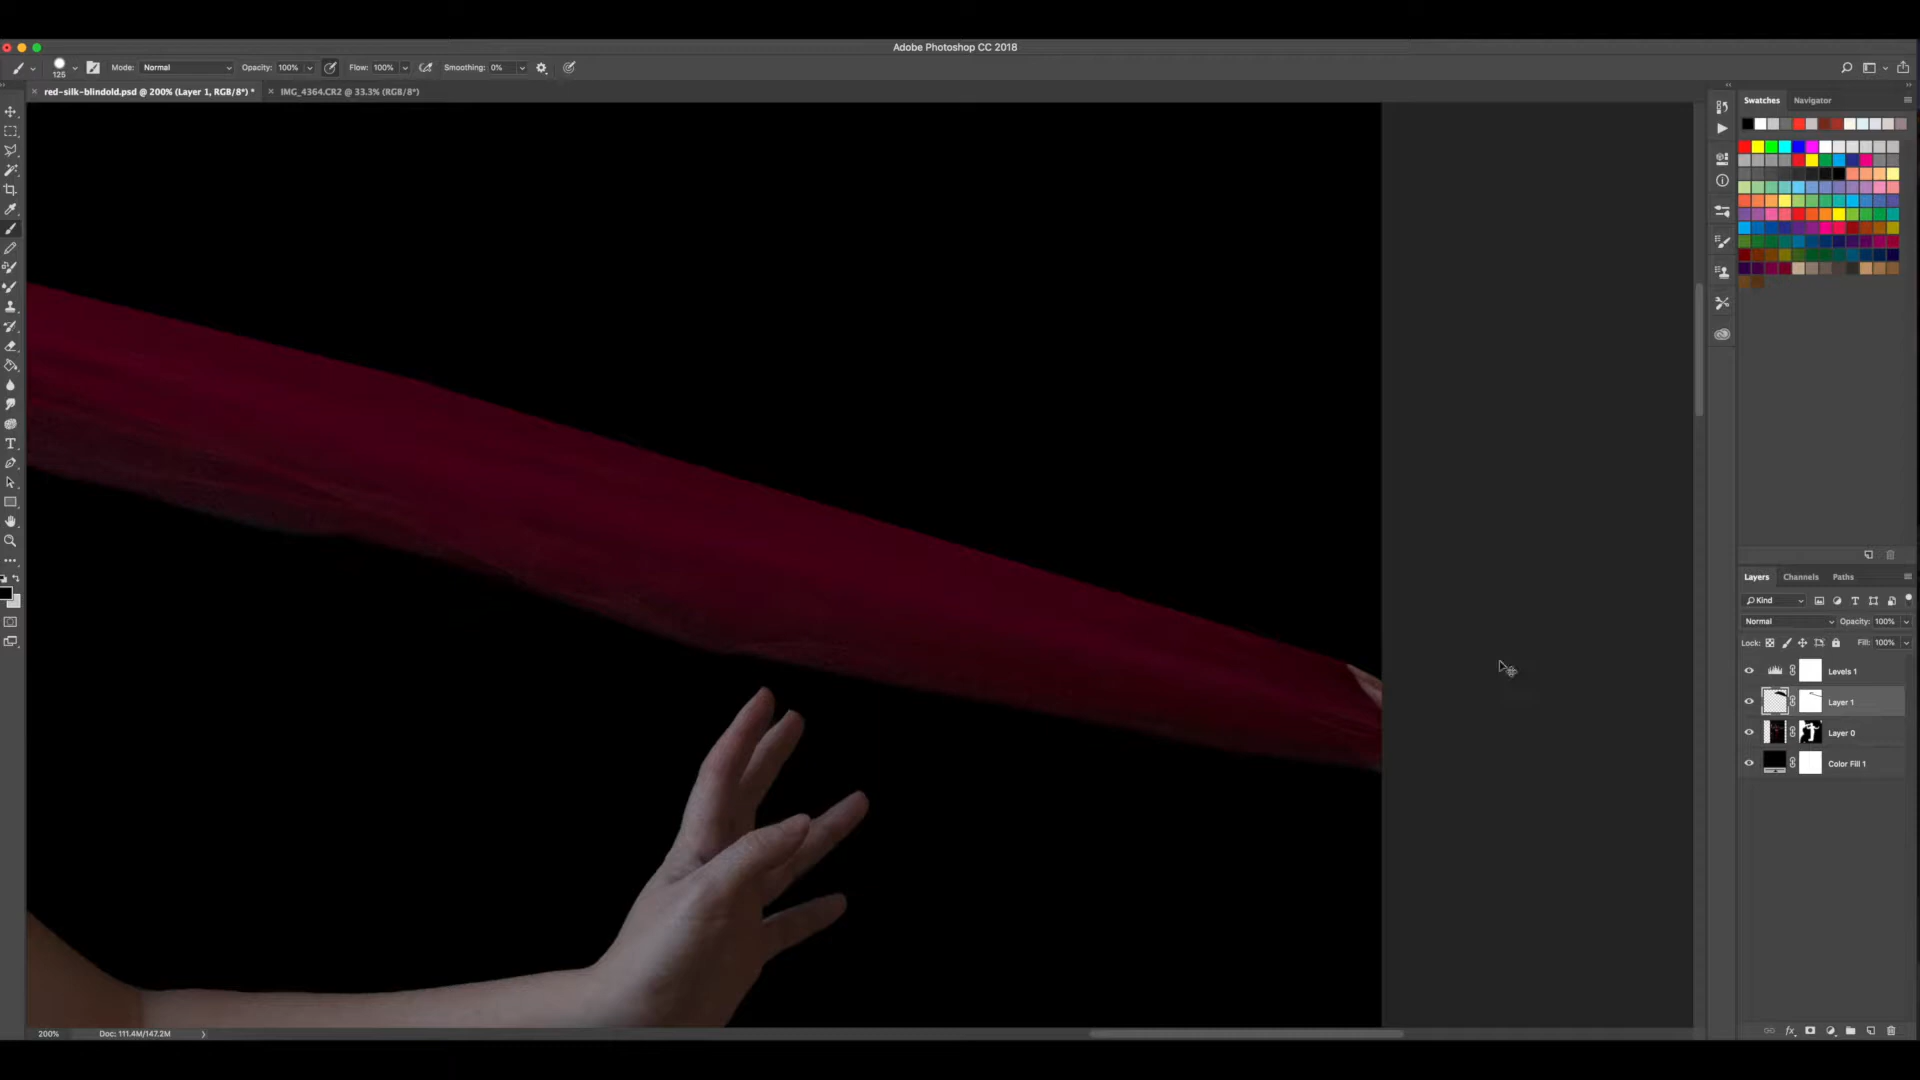 Adobe Photoshop CC 2018
125
Mode: Normal
Opacity: 100%
Flow: 100%
Smoothing: 0%
red-silk-blindold.psd @ 200% (Layer 1, RGB/8*) *
IMG_4364.CR2 @ 33.3% (RGB/8*)
Swatches
Navigator
Layers
Channels
Paths
Kind
Normal
Opacity: 100%
Lock:
Fill: 100%
Levels 1
Layer 1
Layer 0
Color Fill 1
200%
Doc: 111.4M/147.2M